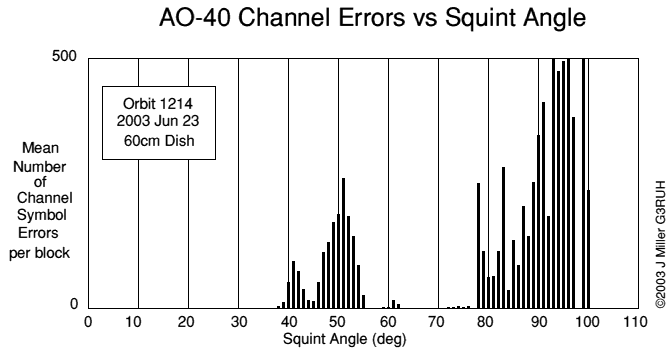 AO-40 Channel Errors vs Squint Angle
500
Orbit 1214
2003 Jun 23
60cm Dish
Mean
Number
of
Channel
Symbol
Errors
per block
0
0 10 20 30 40 50 60 70 80 90 100 110
Squint Angle (deg)
©2003 J Miller G3RUH